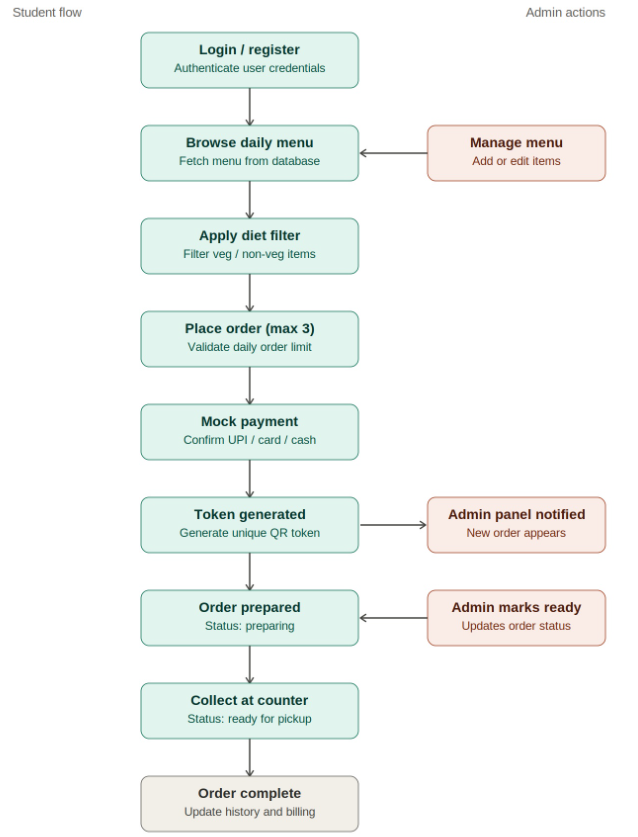 Student flow
Admin actions
Login / register
Authenticate user credentials
Browse daily menu
Fetch menu from database
Manage menu
Add or edit items
Apply diet filter
Filter veg / non-veg items
Place order (max 3)
Validate daily order limit
Mock payment
Confirm UPI / card / cash
Token generated
Generate unique QR token
Admin panel notified
New order appears
Order prepared
Status: preparing
Admin marks ready
Updates order status
Collect at counter
Status: ready for pickup
Order complete
Update history and billing